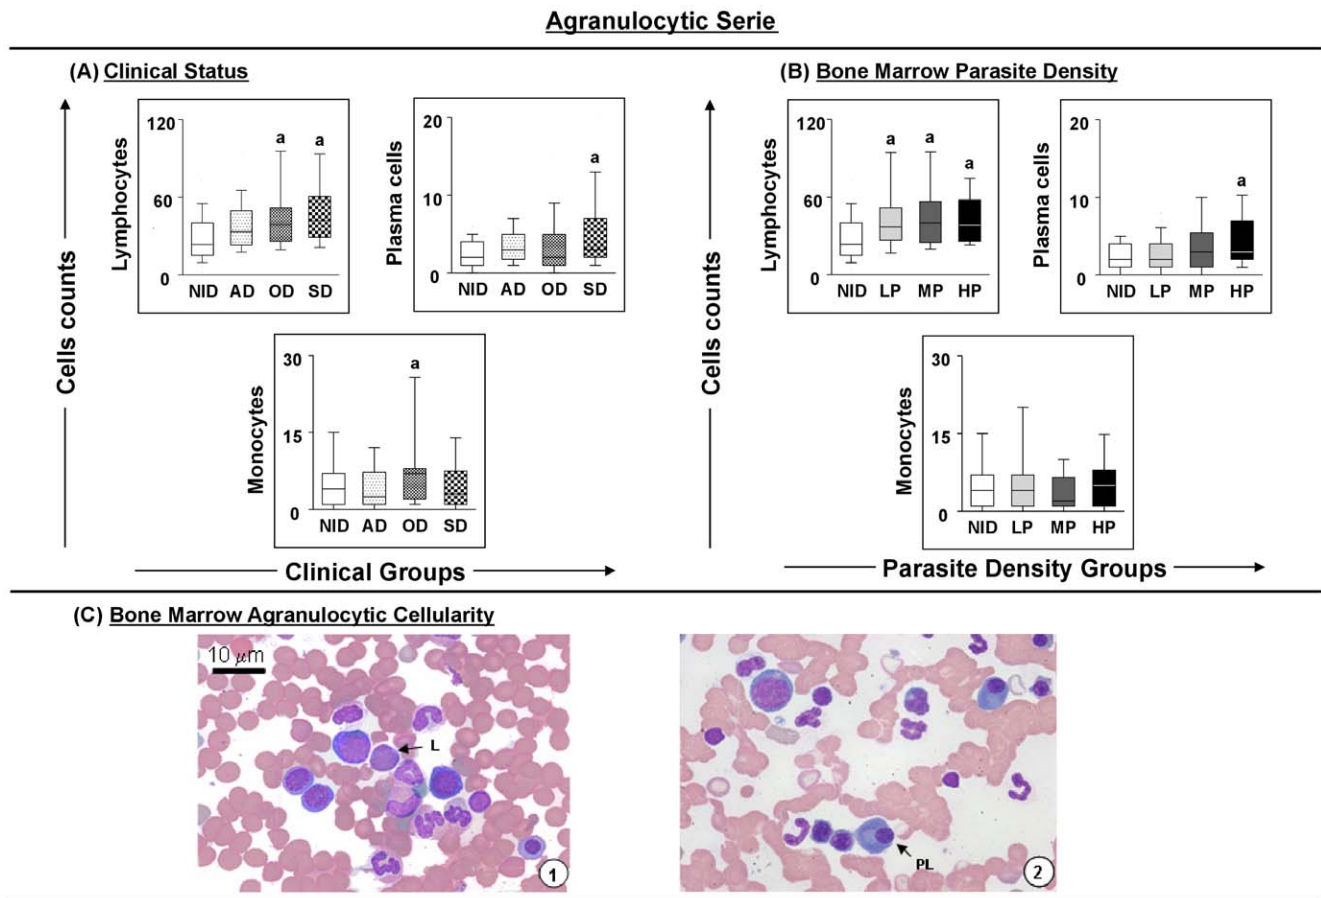 Agranulocytic Serie
(A) Clinical Status
Cells counts
Lymphocytes
120
60
0
a
a
NID AD OD SD
Plasma cells
20
10
0
a
NID AD OD SD
Monocytes
30
15
0
a
NID AD OD SD
Clinical Groups
(B) Bone Marrow Parasite Density
Cells counts
Lymphocytes
120
60
0
a
a
a
NID LP MP HP
Plasma cells
20
10
0
a
NID LP MP HP
Monocytes
30
15
0
NID LP MP HP
Parasite Density Groups
(C) Bone Marrow Agranulocytic Cellularity
10 μm
L
1
PL
2